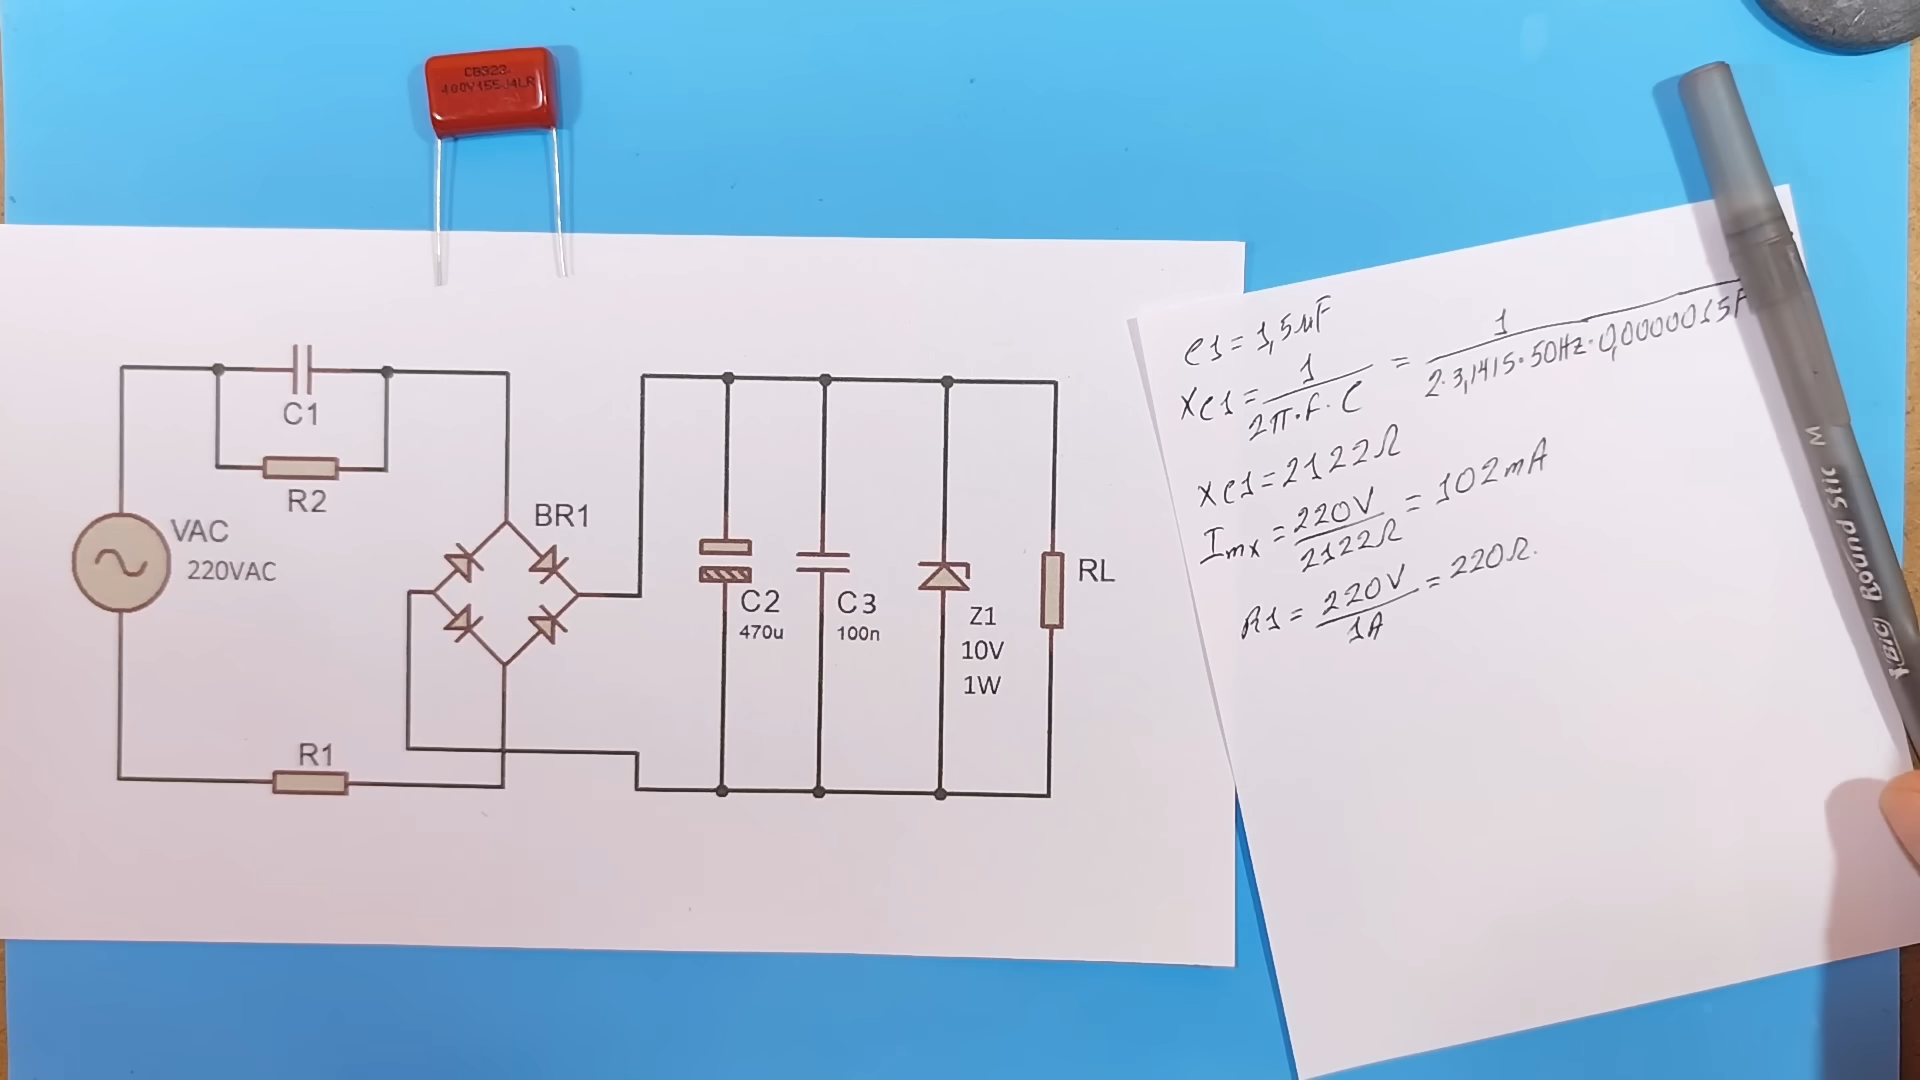 CB323
400V155J4LR
C1
R2
VAC
220VAC
BR1
R1
C2
470u
C3
100n
Z1
10V
1W
RL
C1 = 1,5µF
XC1 = 1 / 2π·F·C = 1 / 2·3,1415·50Hz·0,0000015F
XC1 = 2122Ω
Imx = 220V / 2122Ω = 102mA
R1 = 220V / 1A = 220Ω.
BIC Round Stic M